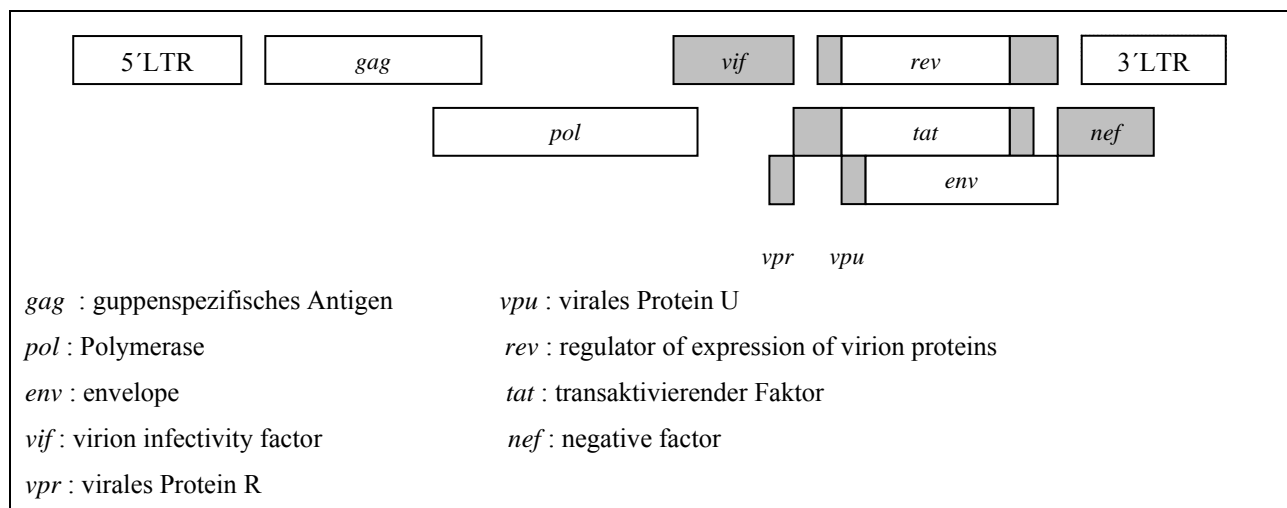 5´LTR gag vif rev 3´LTR
pol tat nef
env
vpr vpu
gag : guppenspezifisches Antigen vpu : virales Protein U
pol : Polymerase rev : regulator of expression of virion proteins
env : envelope tat : transaktivierender Faktor
vif : virion infectivity factor nef : negative factor
vpr : virales Protein R